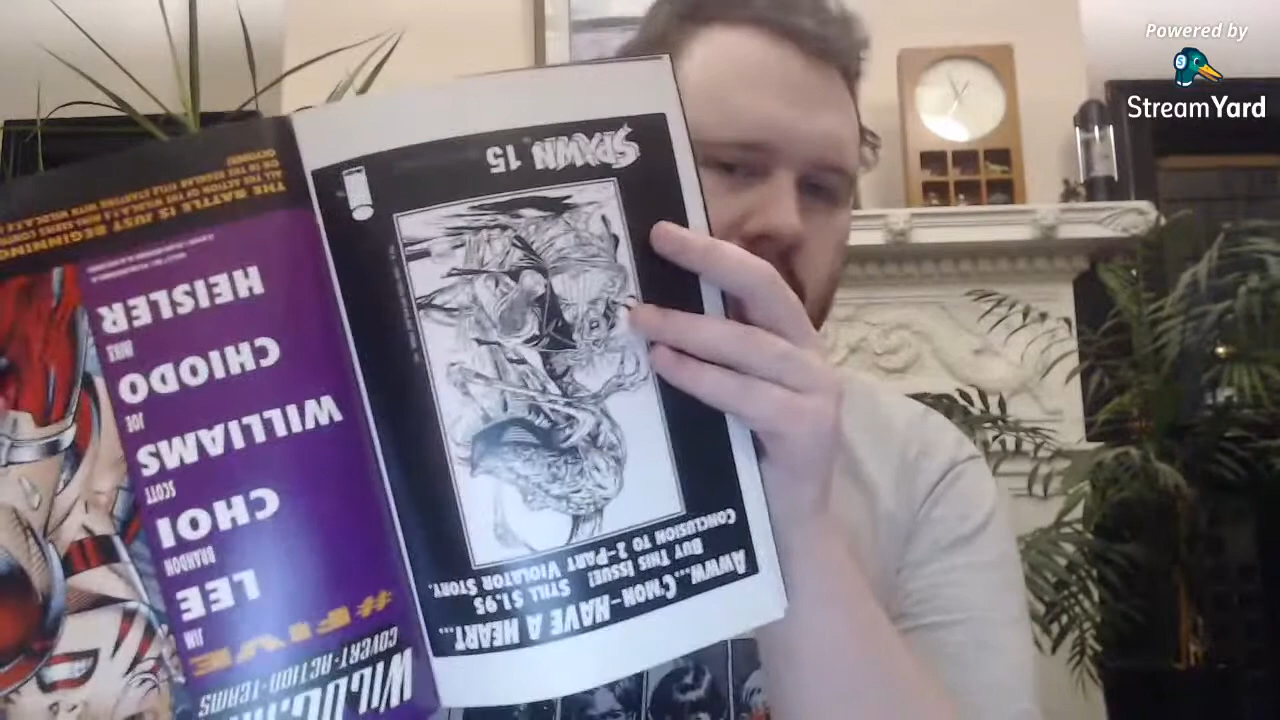 Powered by
StreamYard
WILDC.A.T.S
COVERT-ACTION-TEAMS
#FIVE
JIM
LEE
BRANDON
CHOI
SCOTT
WILLIAMS
JOE
CHIODO
MIKE
HEISLER
THE BATTLE IS JUST BEGINNING
AWWW...C'MON-HAVE A HEART...
BUY THIS ISSUE! STILL $1.95
CONCLUSION TO 2-PART VIOLATOR STORY.
SPAWN 15